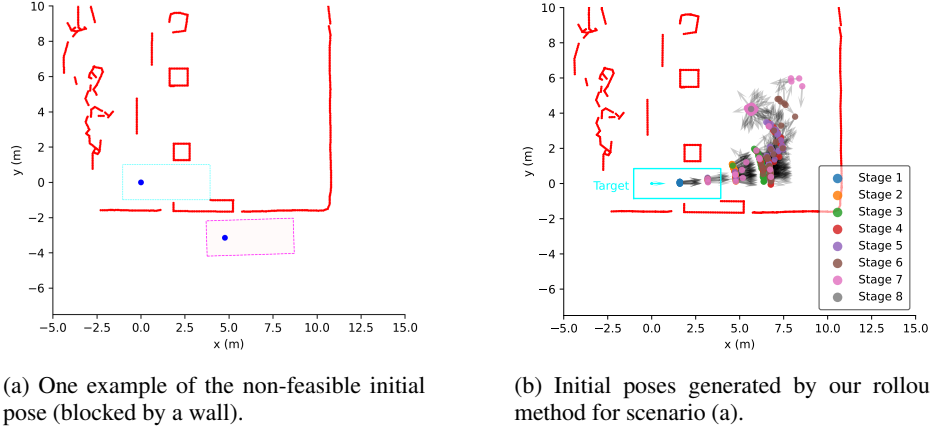 10
8
6
4
2
0
−2
−4
−6
y (m)
−5.0 −2.5 0.0 2.5 5.0 7.5 10.0 12.5 15.0
x (m)
(a) One example of the non-feasible initial
pose (blocked by a wall).
10
8
6
4
2
0
−2
−4
−6
y (m)
Target
Stage 1
Stage 2
Stage 3
Stage 4
Stage 5
Stage 6
Stage 7
Stage 8
−5.0 −2.5 0.0 2.5 5.0 7.5 10.0 12.5 15.0
x (m)
(b) Initial poses generated by our rollou
method for scenario (a).